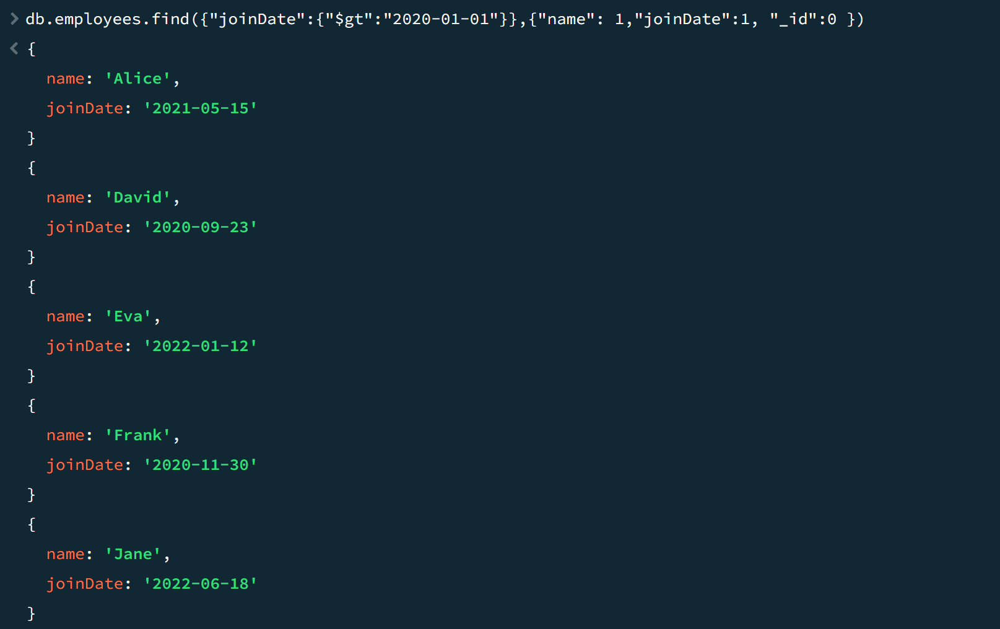 > db.employees.find({"joinDate":{"$gt":"2020-01-01"}},{"name": 1,"joinDate":1, "_id":0 })
< {
name: 'Alice',
joinDate: '2021-05-15'
}
{
name: 'David',
joinDate: '2020-09-23'
}
{
name: 'Eva',
joinDate: '2022-01-12'
}
{
name: 'Frank',
joinDate: '2020-11-30'
}
{
name: 'Jane',
joinDate: '2022-06-18'
}